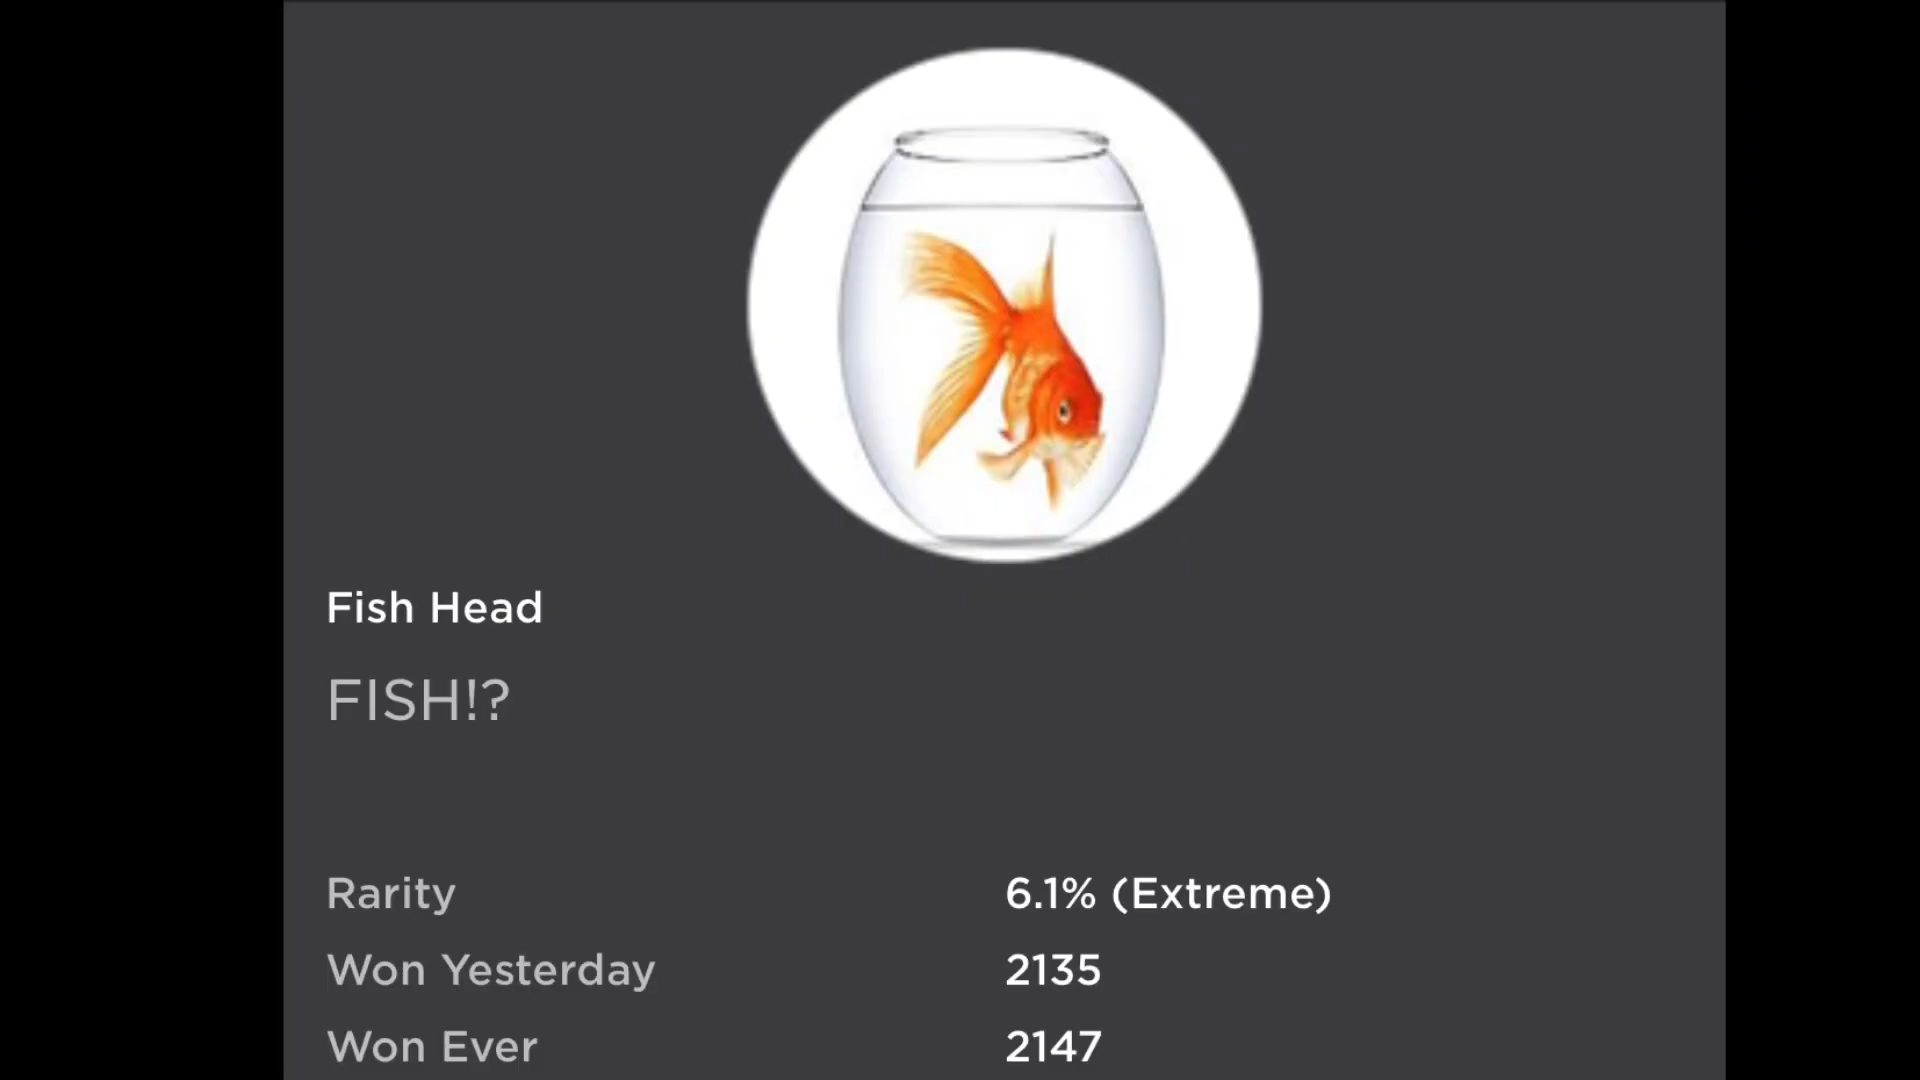 Fish Head
FISH!?
Rarity 6.1% (Extreme)
Won Yesterday 2135
Won Ever 2147